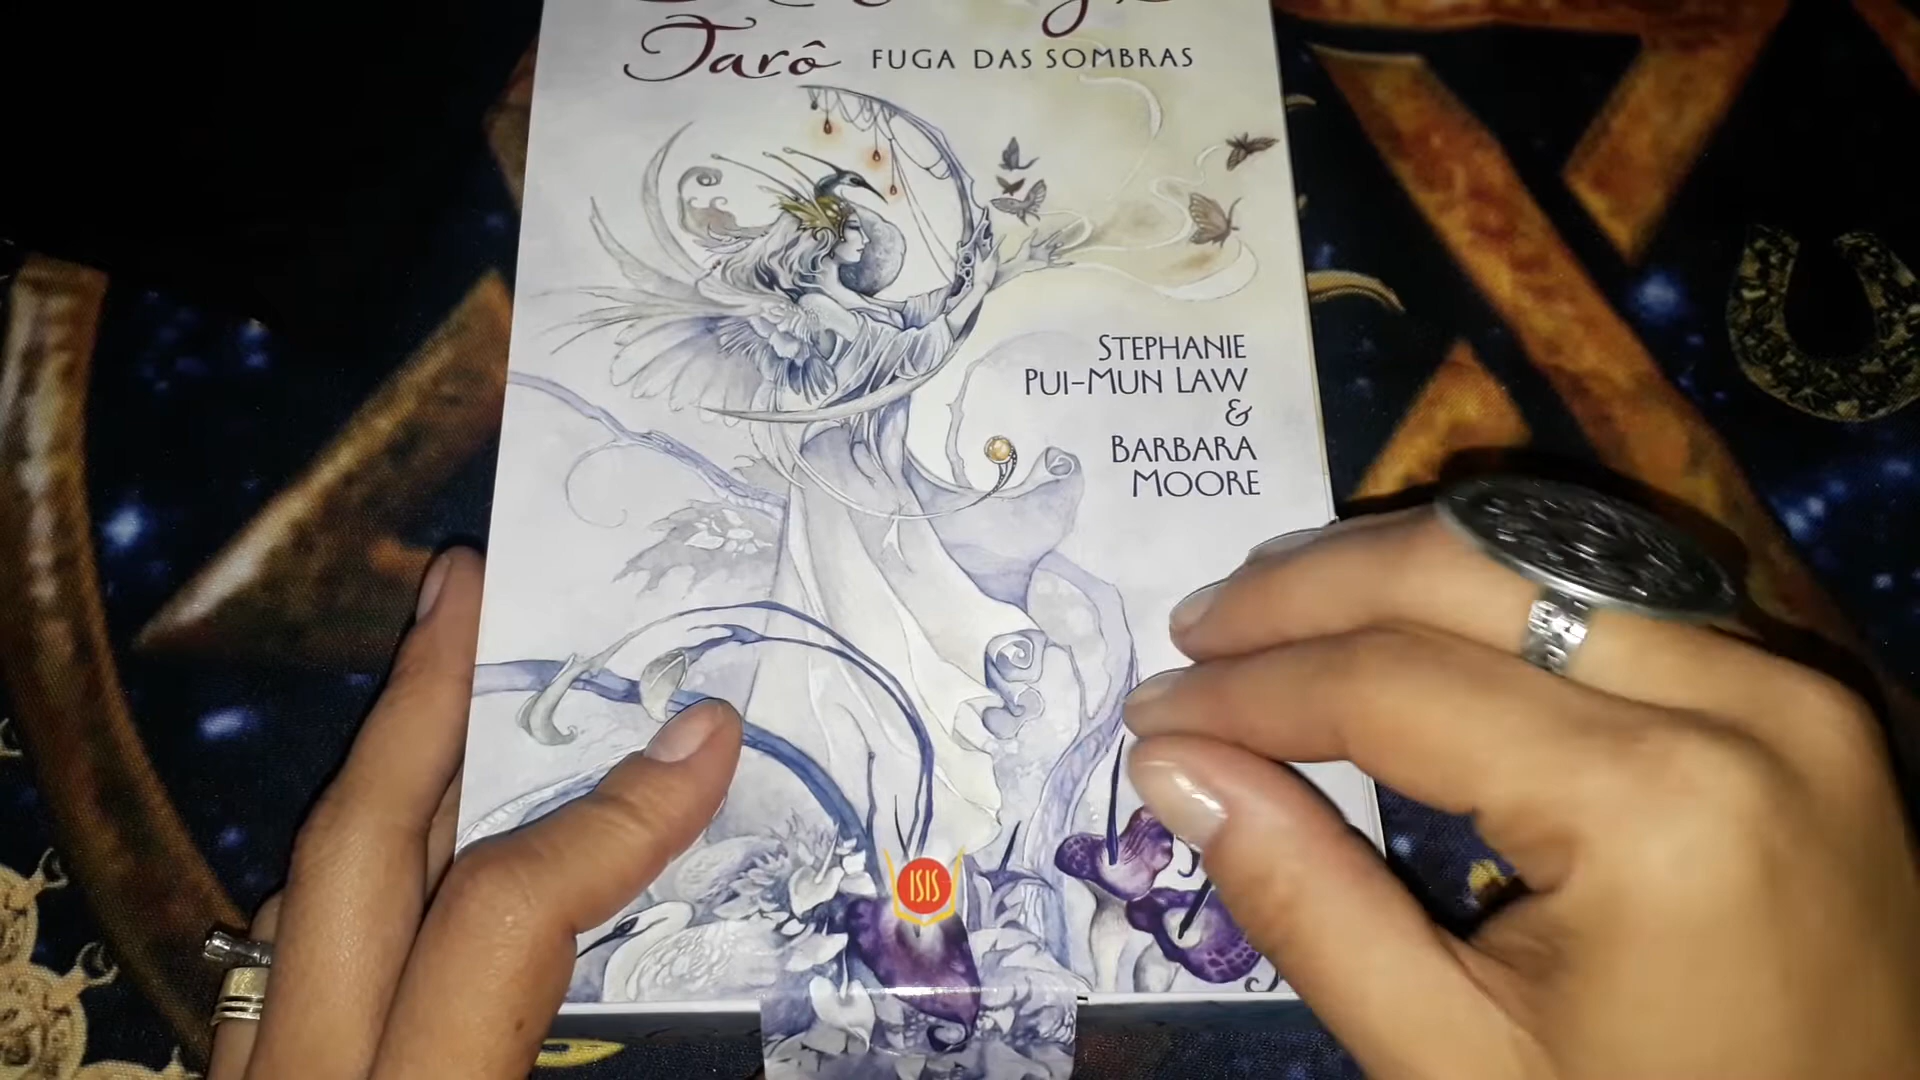 Tarô FUGA DAS SOMBRAS
STEPHANIE
PUI-MUN LAW
&
BARBARA
MOORE
ISIS